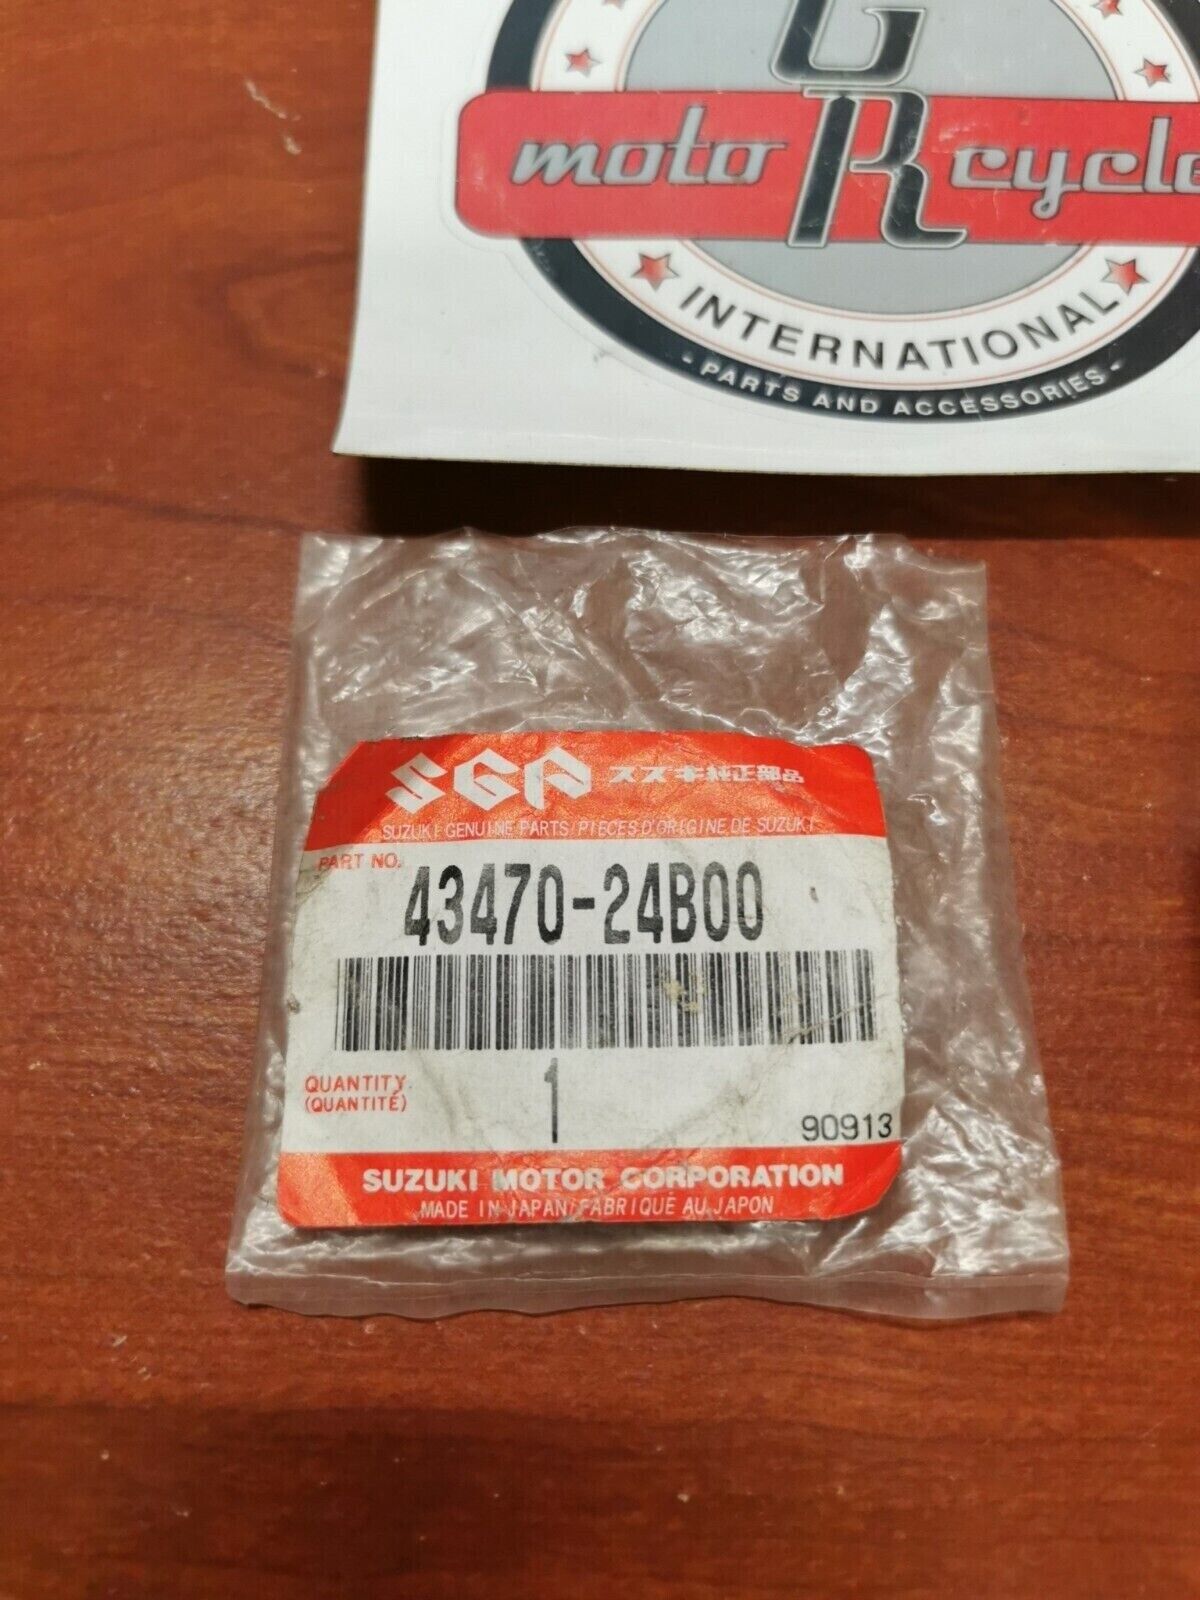 GR
moto R cycle
INTERNATIONAL
- PARTS AND ACCESSORIES -
SGP スズキ純正部品
SUZUKI GENUINE PARTS/PIECES D'ORIGINE DE SUZUKI
PART NO. 43470-24B00
QUANTITY 1
(QUANTITÉ)
90913
SUZUKI MOTOR CORPORATION
MADE IN JAPAN/FABRIQUÉ AU JAPON